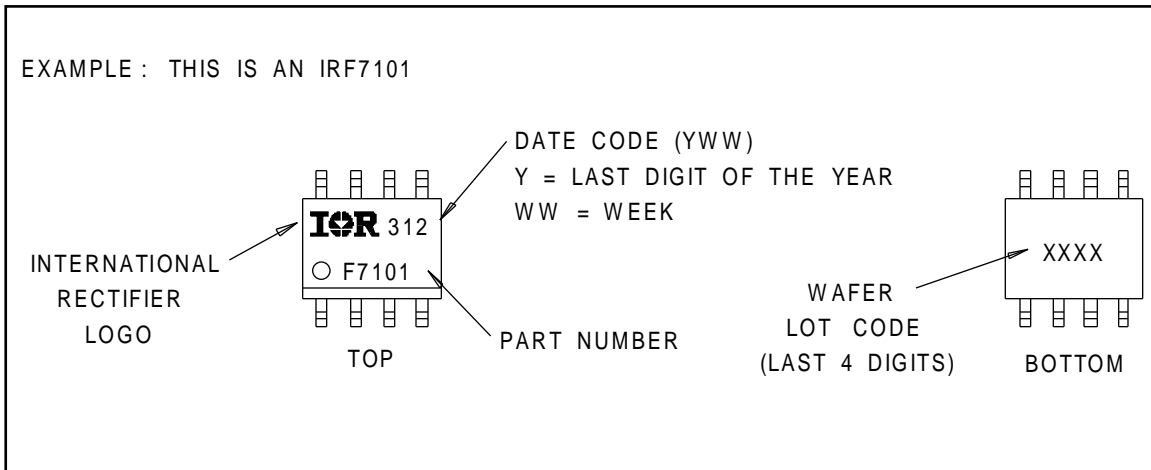 EXAMPLE : THIS IS AN IRF7101
DATE CODE (YWW)
Y = LAST DIGIT OF THE YEAR
WW = WEEK
IOR 312
F7101
INTERNATIONAL
RECTIFIER
LOGO
TOP
PART NUMBER
XXXX
WAFER
LOT CODE
(LAST 4 DIGITS)
BOTTOM